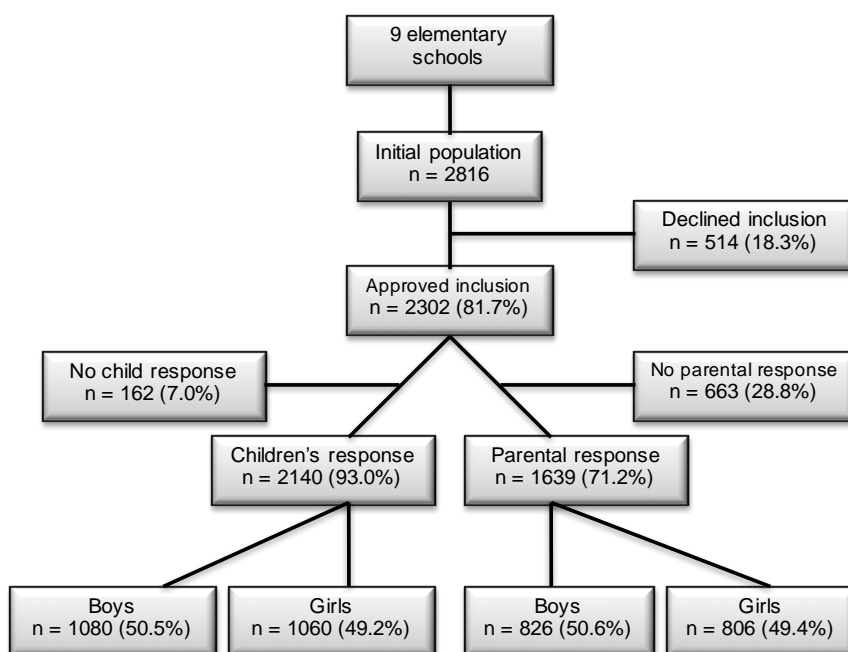 9 elementary
schools
Initial population
n = 2816
Declined inclusion
n = 514 (18.3%)
Approved inclusion
n = 2302 (81.7%)
No child response
n = 162 (7.0%)
No parental response
n = 663 (28.8%)
Children’s response
n = 2140 (93.0%)
Parental response
n = 1639 (71.2%)
Boys
n = 1080 (50.5%)
Girls
n = 1060 (49.2%)
Boys
n = 826 (50.6%)
Girls
n = 806 (49.4%)